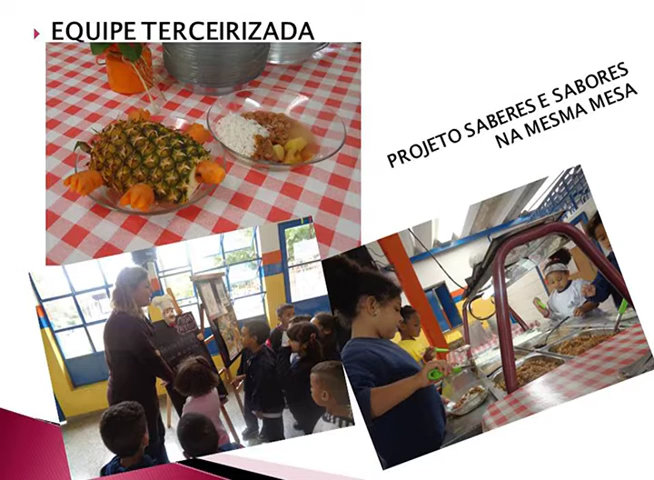 EQUIPE TERCEIRIZADA
PROJETO SABERES E SABORES
NA MESMA MESA